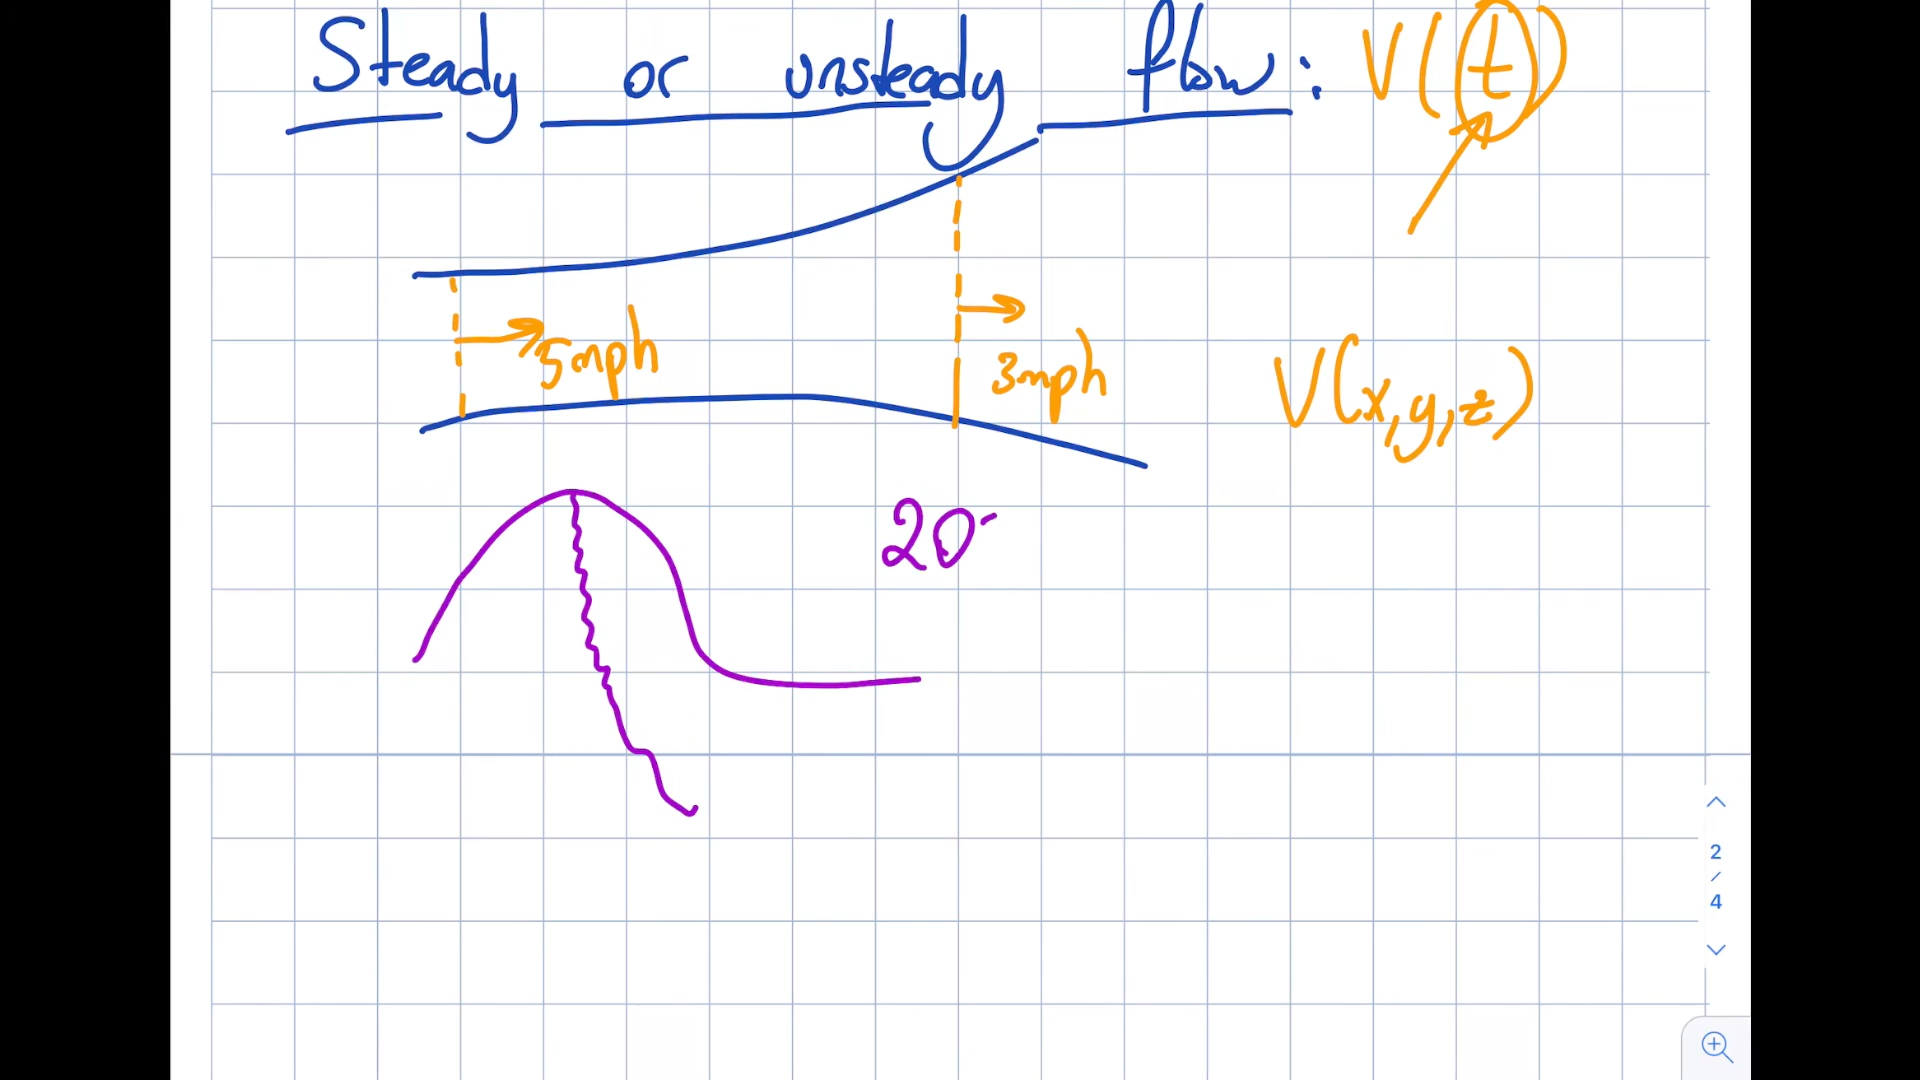 Steady or unsteady flow: V(t)
5mph
3mph
V(x,y,z)
20
2
/
4